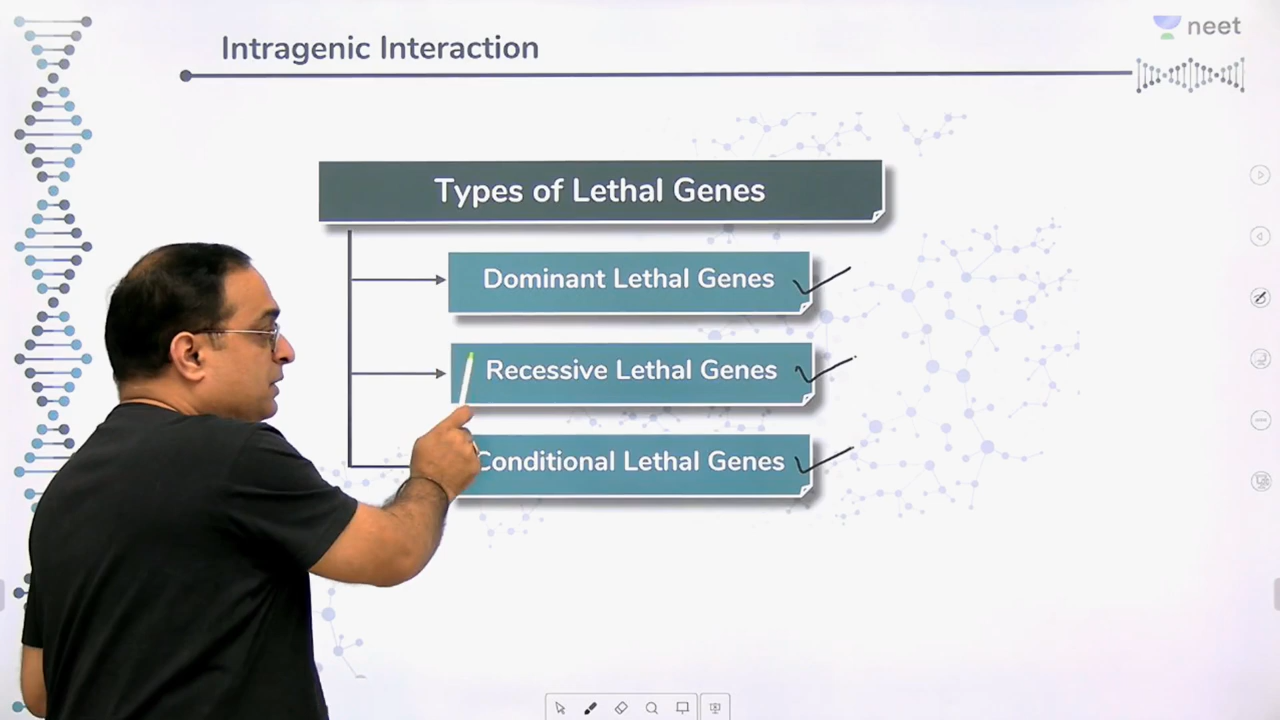 Intragenic Interaction
neet
Types of Lethal Genes
Dominant Lethal Genes
Recessive Lethal Genes
Conditional Lethal Genes